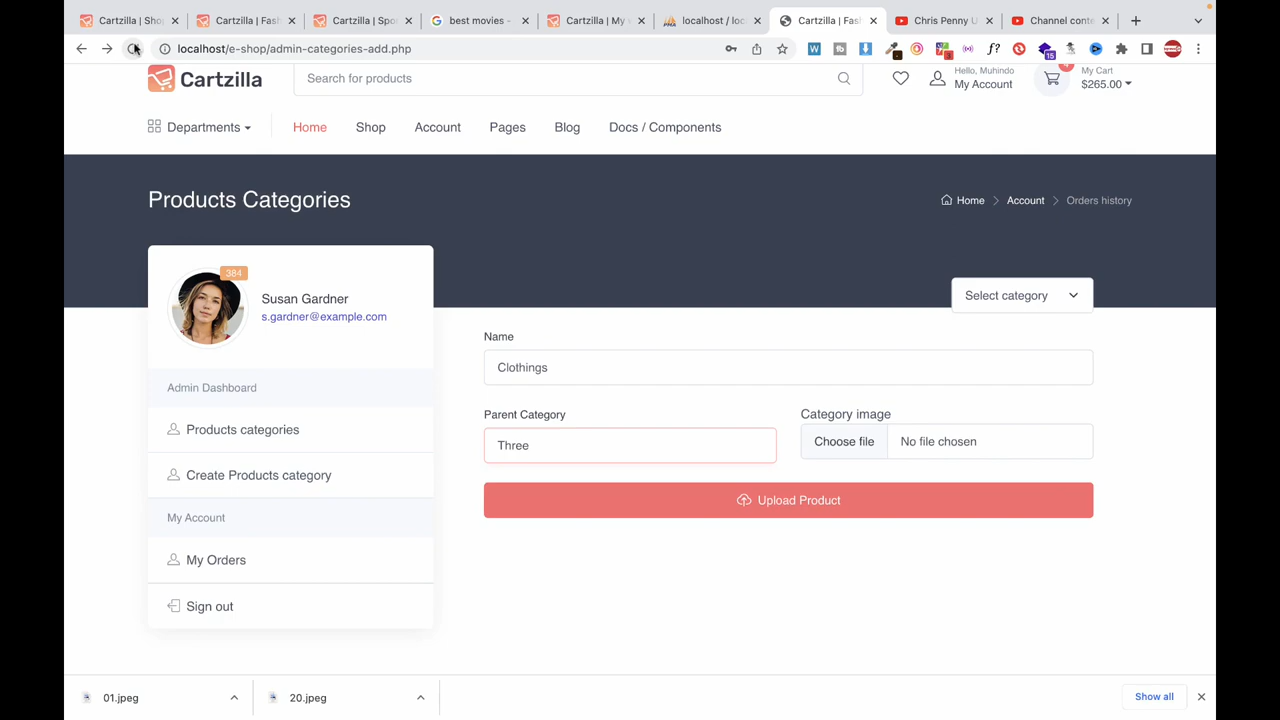 Cartzilla | Sho
Cartzilla | Fash
Cartzilla | Spo
best movies -
Cartzilla | My w
localhost / loc
Cartzilla | Fas
Chris Penny U
Channel conte
localhost/e-shop/admin-categories-add.php
Cartzilla
Search for products
Hello, Muhindo
My Account
4
My Cart
$265.00
Departments
Home
Shop
Account
Pages
Blog
Docs / Components
Products Categories
Home
Account
Orders history
384
Susan Gardner
s.gardner@example.com
Select category
Name
Clothings
Admin Dashboard
Products categories
Create Products category
My Account
My Orders
Sign out
Parent Category
Three
Category image
Choose file
No file chosen
Upload Product
01.jpeg
20.jpeg
Show all